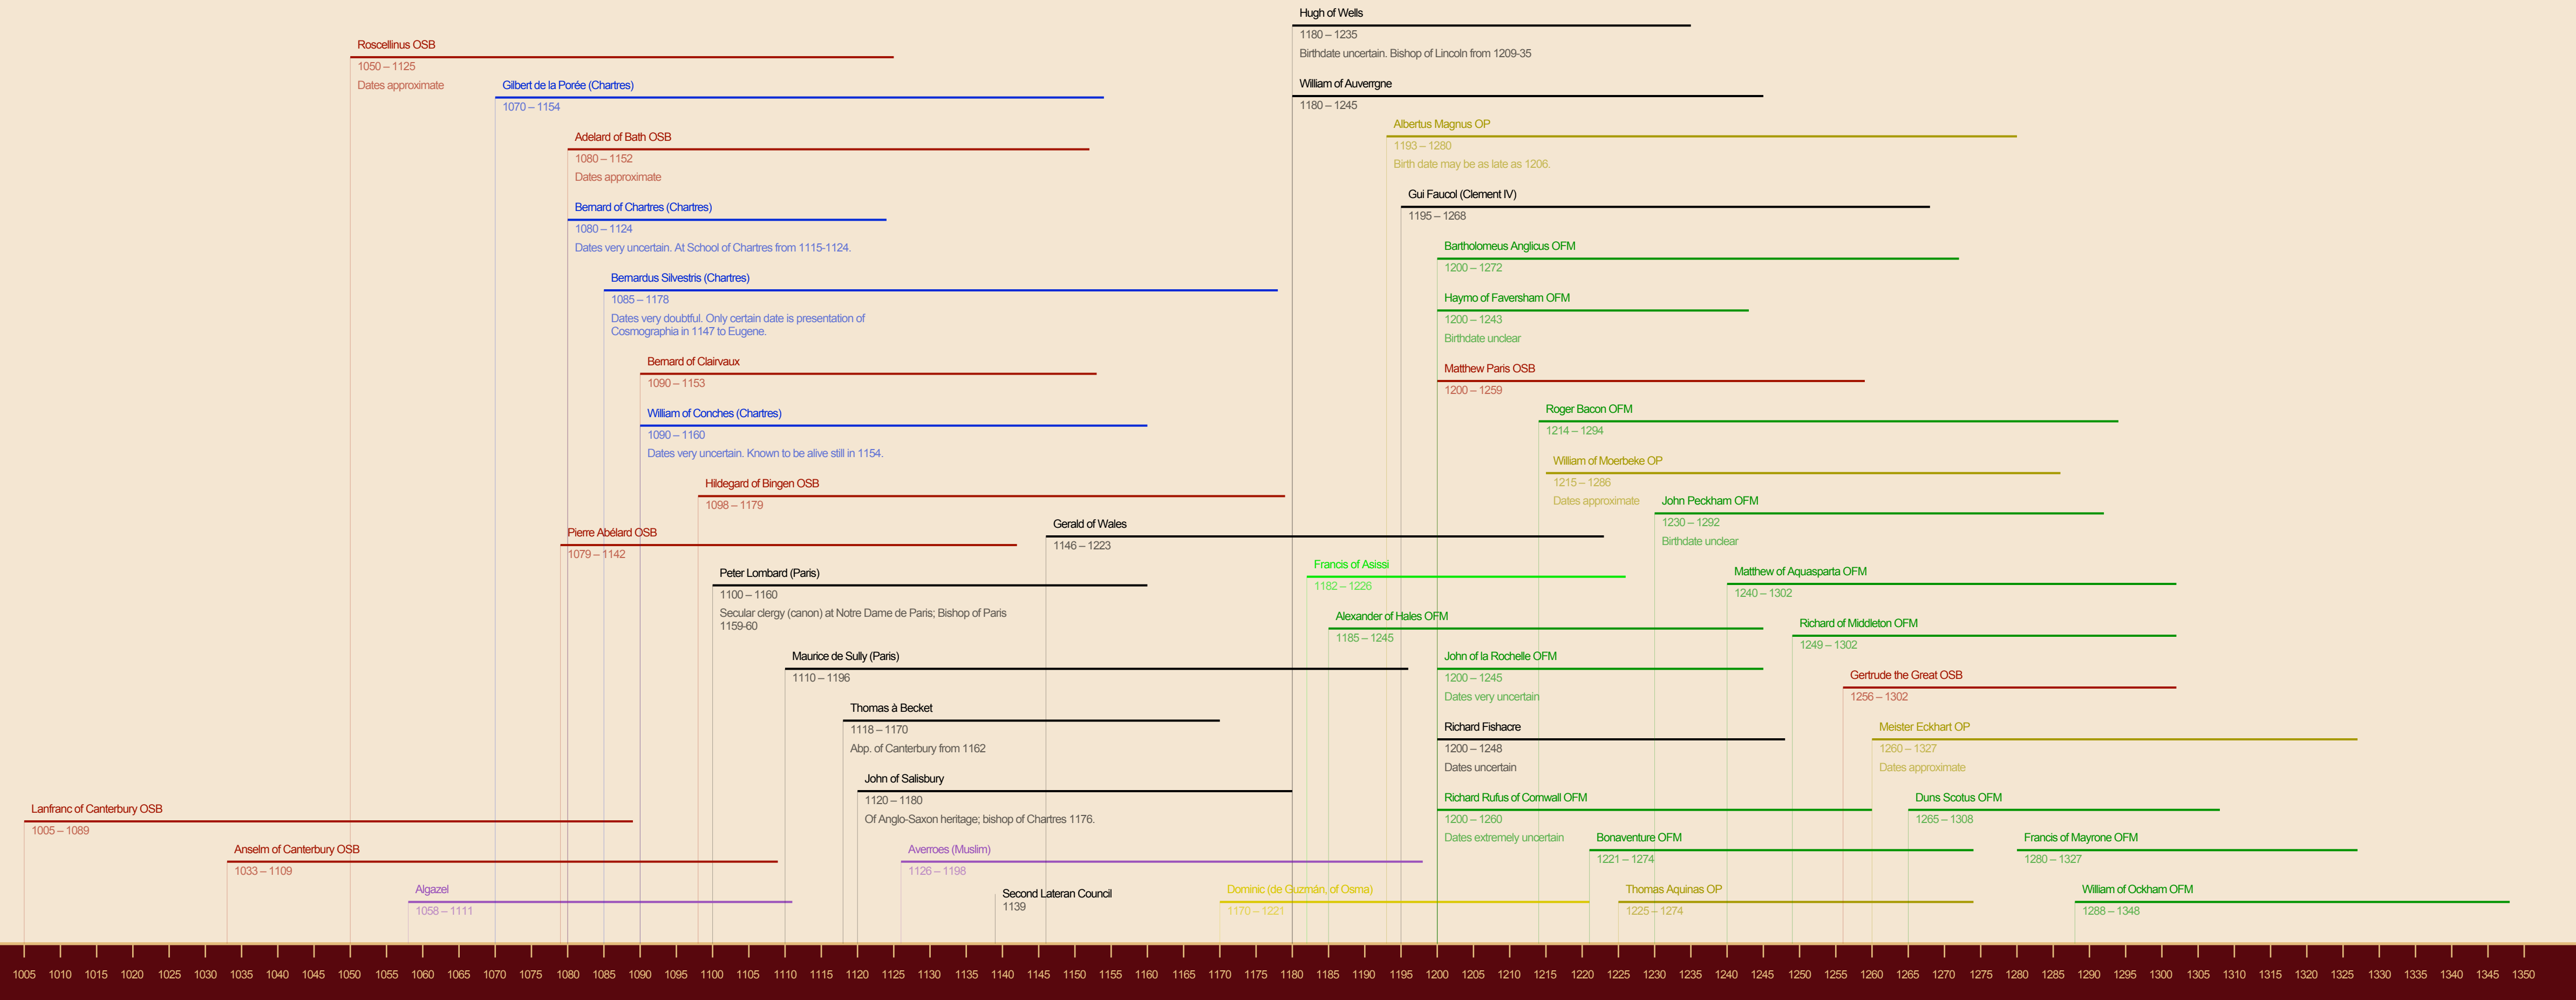 Hugh of Wells
1180 – 1235
Birthdate uncertain. Bishop of Lincoln from 1209-35
Roscellinus OSB
1050 – 1125
Dates approximate
Gilbert de la Porée (Chartres)
1070 – 1154
William of Auverrgne
1180 – 1245
Albertus Magnus OP
1193 – 1280
Birth date may be as late as 1206.
Adelard of Bath OSB
1080 – 1152
Dates approximate
Gui Faucol (Clement IV)
1195 – 1268
Bernard of Chartres (Chartres)
1080 – 1124
Dates very uncertain. At School of Chartres from 1115-1124.
Bartholomeus Anglicus OFM
1200 – 1272
Bernardus Silvestris (Chartres)
1085 – 1178
Dates very doubtful. Only certain date is presentation of
Cosmographia in 1147 to Eugene.
Haymo of Faversham OFM
1200 – 1243
Birthdate unclear
Bernard of Clairvaux
1090 – 1153
Matthew Paris OSB
1200 – 1259
William of Conches (Chartres)
1090 – 1160
Dates very uncertain. Known to be alive still in 1154.
Roger Bacon OFM
1214 – 1294
William of Moerbeke OP
1215 – 1286
Dates approximate
Hildegard of Bingen OSB
1098 – 1179
John Peckham OFM
1230 – 1292
Birthdate unclear
Pierre Abélard OSB
1079 – 1142
Gerald of Wales
1146 – 1223
Francis of Asissi
1182 – 1226
Peter Lombard (Paris)
1100 – 1160
Secular clergy (canon) at Notre Dame de Paris; Bishop of Paris
1159-60
Matthew of Aquasparta OFM
1240 – 1302
Alexander of Hales OFM
1185 – 1245
Richard of Middleton OFM
1249 – 1302
Maurice de Sully (Paris)
1110 – 1196
John of la Rochelle OFM
1200 – 1245
Dates very uncertain
Gertrude the Great OSB
1256 – 1302
Thomas à Becket
1118 – 1170
Abp. of Canterbury from 1162
Richard Fishacre
1200 – 1248
Dates uncertain
Meister Eckhart OP
1260 – 1327
Dates approximate
John of Salisbury
1120 – 1180
Of Anglo-Saxon heritage; bishop of Chartres 1176.
Richard Rufus of Cornwall OFM
1200 – 1260
Dates extremely uncertain
Duns Scotus OFM
1265 – 1308
Lanfranc of Canterbury OSB
1005 – 1089
Bonaventure OFM
1221 – 1274
Francis of Mayrone OFM
1280 – 1327
Anselm of Canterbury OSB
1033 – 1109
Averroes (Muslim)
1126 – 1198
Algazel
1058 – 1111
Second Lateran Council
1139
Dominic (de Guzmán, of Osma)
1170 – 1221
Thomas Aquinas OP
1225 – 1274
William of Ockham OFM
1288 – 1348
1005 1010 1015 1020 1025 1030 1035 1040 1045 1050 1055 1060 1065 1070 1075 1080 1085 1090 1095 1100 1105 1110 1115 1120 1125 1130 1135 1140 1145 1150 1155 1160 1165 1170 1175 1180 1185 1190 1195 1200 1205 1210 1215 1220 1225 1230 1235 1240 1245 1250 1255 1260 1265 1270 1275 1280 1285 1290 1295 1300 1305 1310 1315 1320 1325 1330 1335 1340 1345 1350